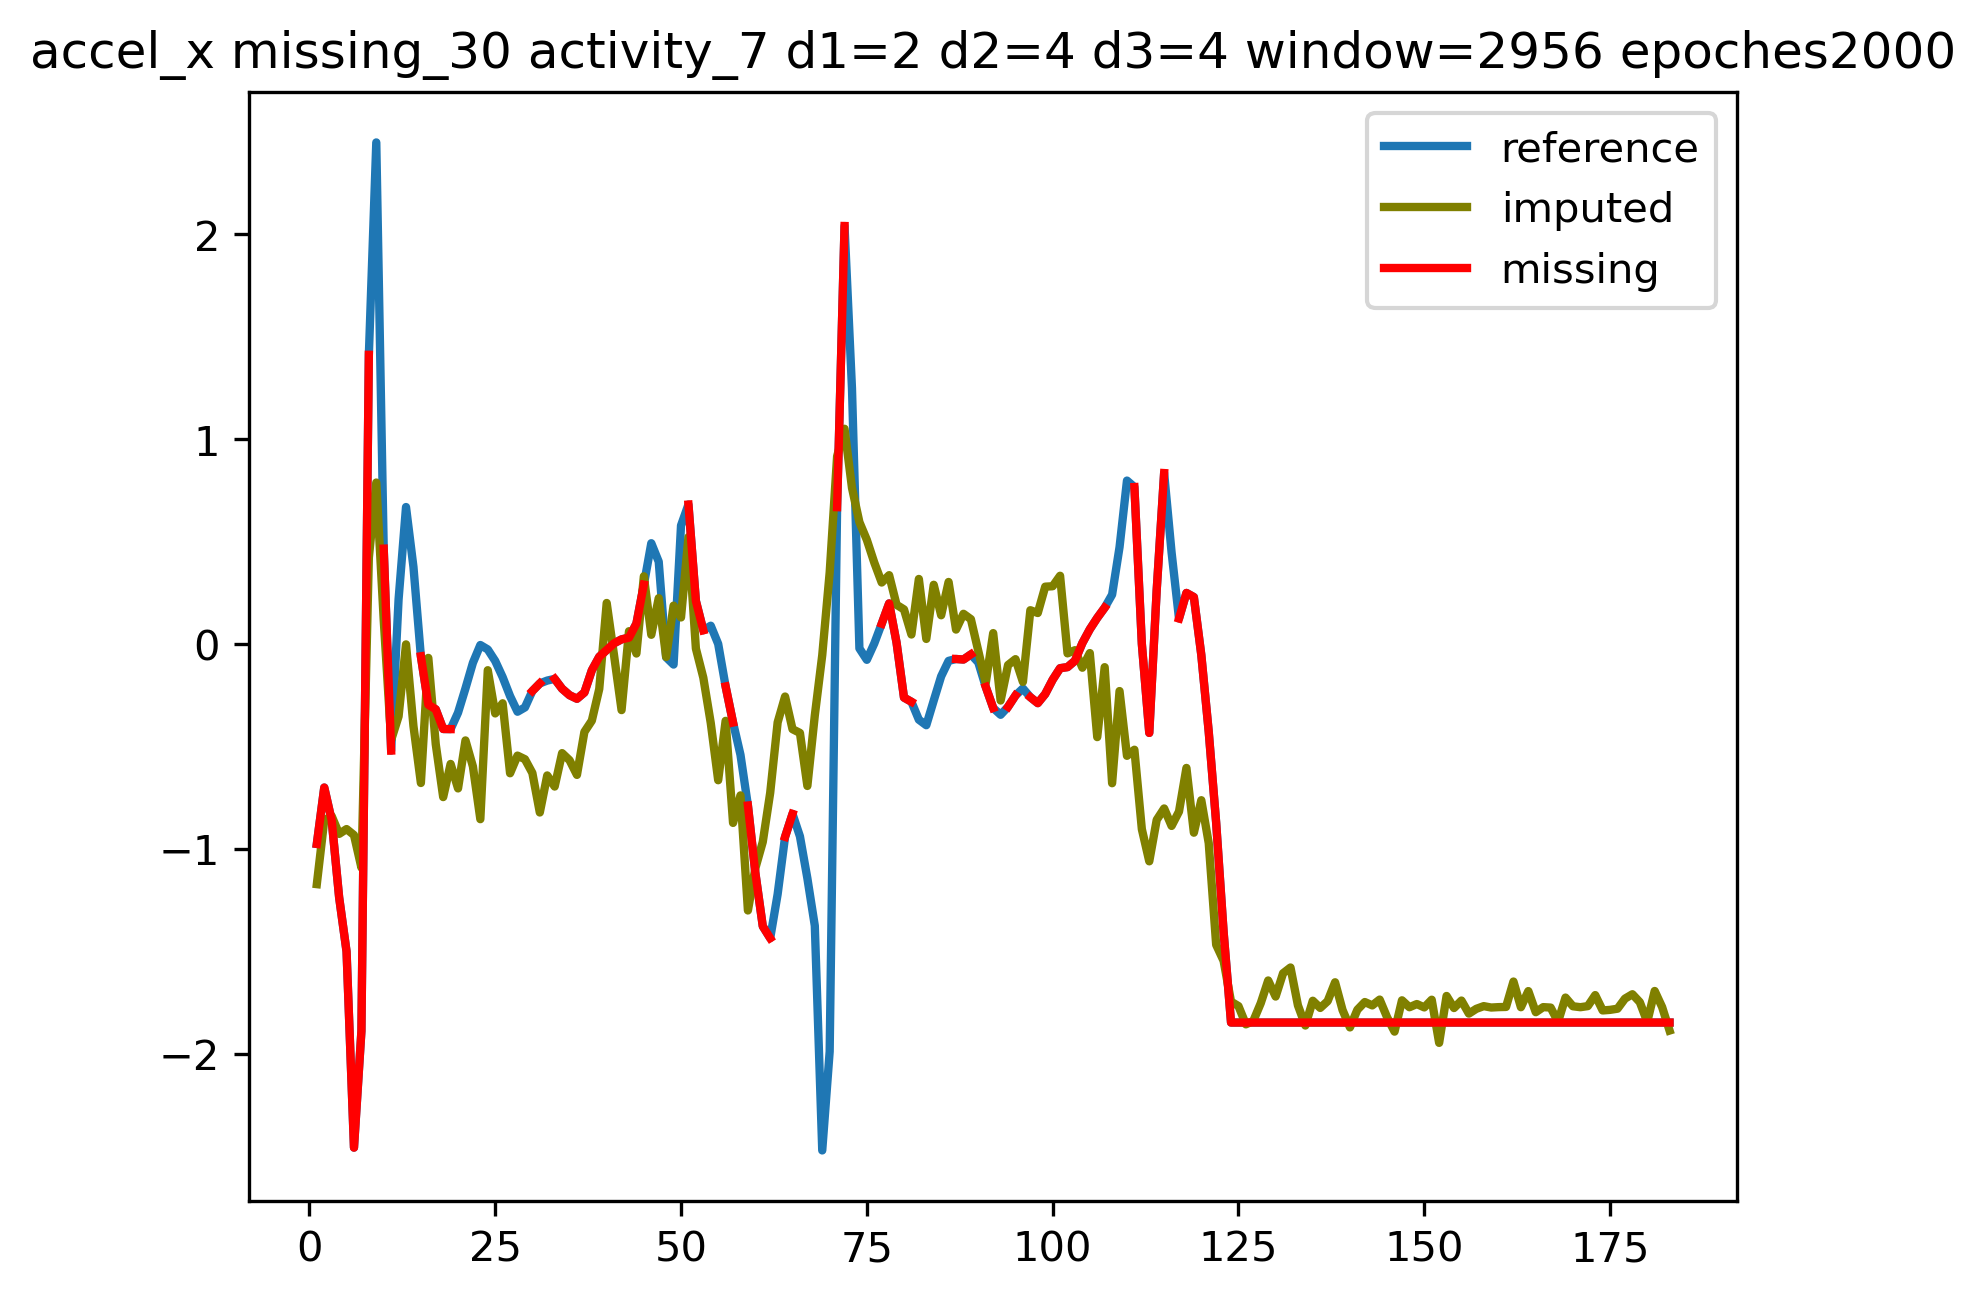 accel_x missing_30 activity_7 d1=2 d2=4 d3=4 window=2956 epoches2000
reference
imputed
missing
2
1
0
−1
−2
0 25 50 75 100 125 150 175